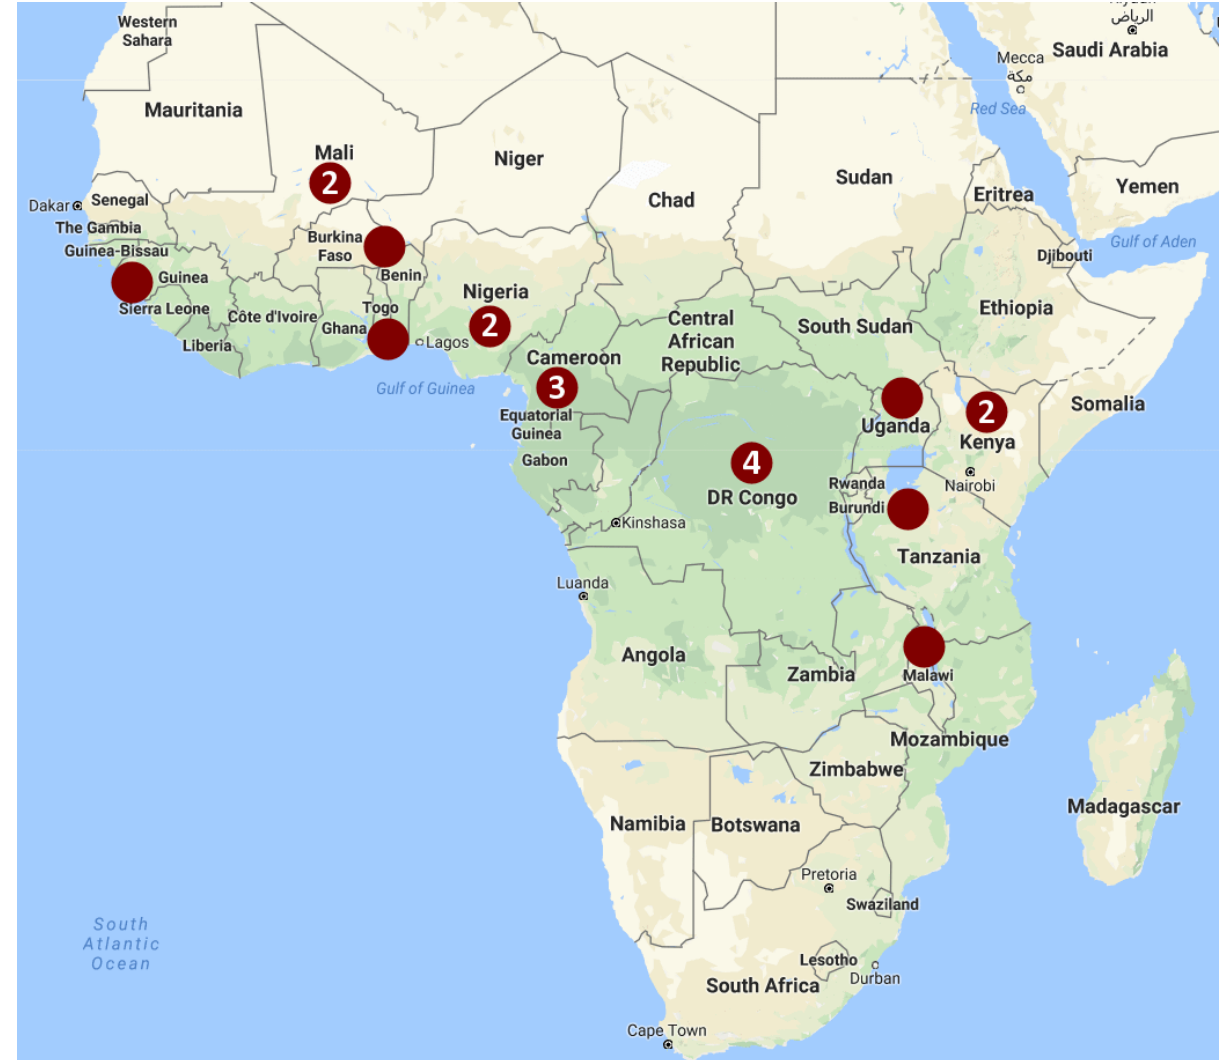 Western
Sahara
الرياض
Mecca
مكة
Saudi Arabia
Mauritania
Red Sea
Mali
2
Niger
Chad
Sudan
Eritrea
Yemen
Dakar
Senegal
The Gambia
Guinea-Bissau
Burkina
Faso
Djibouti
Gulf of Aden
Guinea
Benin
Sierra Leone
Côte d'Ivoire
Togo
Ghana
Nigeria
2
Lagos
Liberia
Central
African
Republic
South Sudan
Ethiopia
Cameroon
3
Gulf of Guinea
Equatorial
Guinea
Gabon
Uganda
2
Kenya
Somalia
4
DR Congo
Rwanda
Burundi
Nairobi
Kinshasa
Tanzania
Luanda
Angola
Zambia
Malawi
Mozambique
Zimbabwe
Madagascar
Namibia
Botswana
Pretoria
Swaziland
South
Atlantic
Ocean
Lesotho
Durban
South Africa
Cape Town